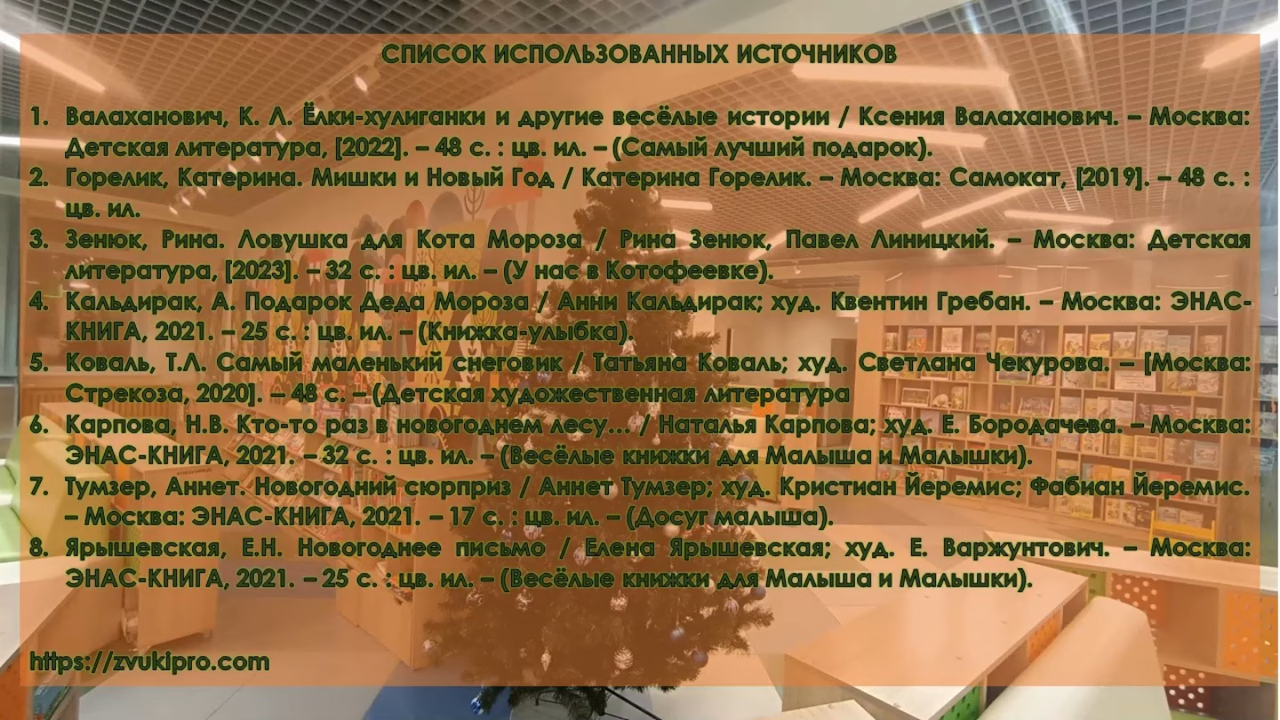 СПИСОК ИСПОЛЬЗОВАННЫХ ИСТОЧНИКОВ
1. Валаханович, К. Л. Ёлки-хулиганки и другие весёлые истории / Ксения Валаханович. – Москва:
Детская литература, [2022]. – 48 с. : цв. ил. – (Самый лучший подарок).
2. Горелик, Катерина. Мишки и Новый Год / Катерина Горелик. – Москва: Самокат, [2019]. – 48 с. :
цв. ил.
3. Зенюк, Рина. Ловушка для Кота Мороза / Рина Зенюк, Павел Линицкий. – Москва: Детская
литература, [2023]. – 32 с. : цв. ил. – (У нас в Котофеевке).
4. Кальдирак, А. Подарок Деда Мороза / Анни Кальдирак; худ. Квентин Гребан. – Москва: ЭНАС-
КНИГА, 2021. – 25 с. : цв. ил. – (Книжка-улыбка).
5. Коваль, Т.Л. Самый маленький снеговик / Татьяна Коваль; худ. Светлана Чекурова. – [Москва:
Стрекоза, 2020]. – 48 с. – (Детская художественная литература
6. Карпова, Н.В. Кто-то раз в новогоднем лесу… / Наталья Карпова; худ. Е. Бородачева. – Москва:
ЭНАС-КНИГА, 2021. – 32 с. : цв. ил. – (Весёлые книжки для Малыша и Малышки).
7. Тумзер, Аннет. Новогодний сюрприз / Аннет Тумзер; худ. Кристиан Йеремис; Фабиан Йеремис.
– Москва: ЭНАС-КНИГА, 2021. – 17 с. : цв. ил. – (Досуг малыша).
8. Ярышевская, Е.Н. Новогоднее письмо / Елена Ярышевская; худ. Е. Варжунтович. – Москва:
ЭНАС-КНИГА, 2021. – 25 с. : цв. ил. – (Весёлые книжки для Малыша и Малышки).
https://zvukipro.com